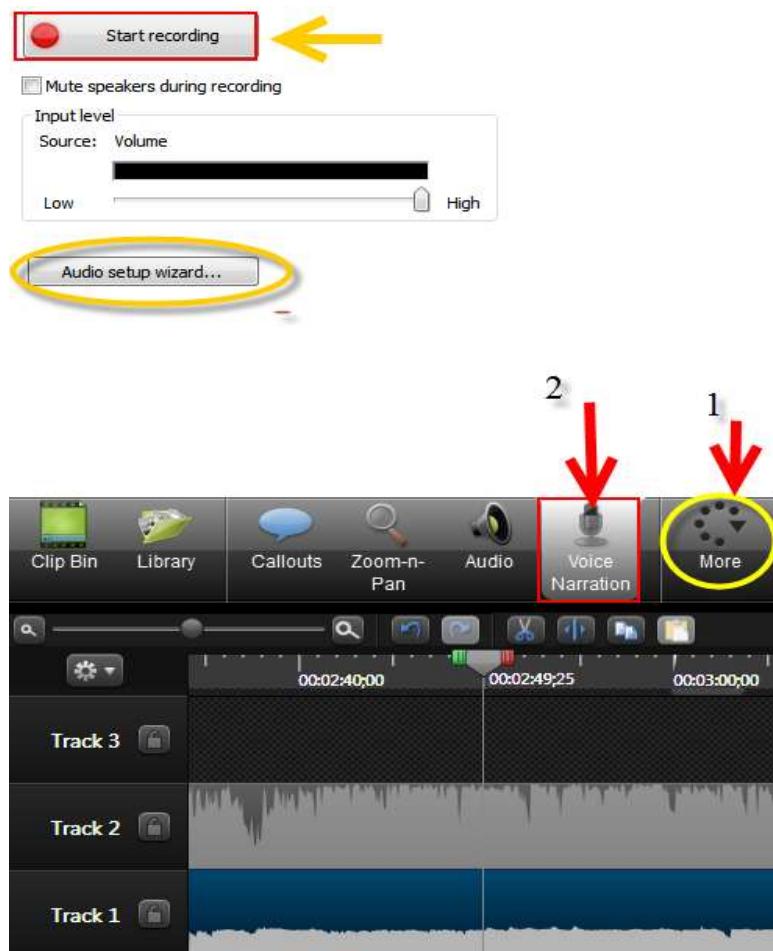 Start recording
Mute speakers during recording
Input level
Source: Volume
Low High
Audio setup wizard...
2 1
Clip Bin Library Callouts Zoom-n-Pan Audio Voice Narration More
00:02:40;00 00:02:49;25 00:03:00;00
Track 3
Track 2
Track 1